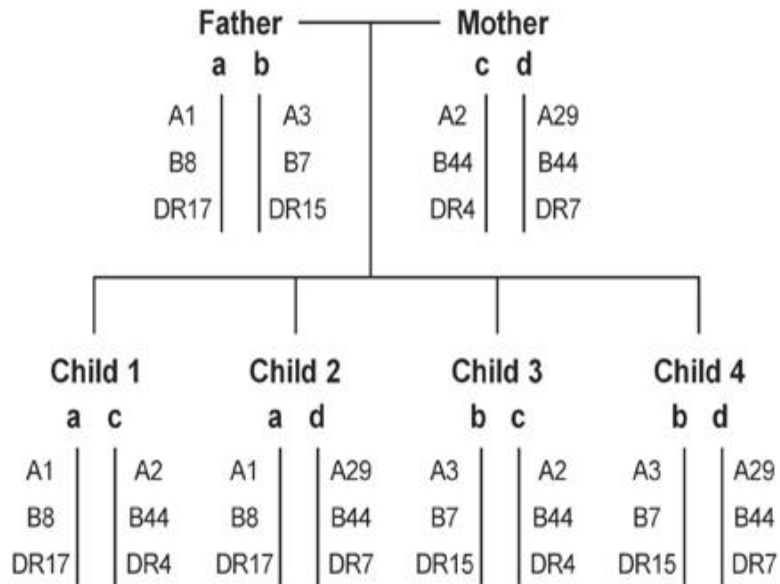 Father Mother
a b c d
A1 A3 A2 A29
B8 B7 B44 B44
DR17 DR15 DR4 DR7
Child 1 Child 2 Child 3 Child 4
a c a d b c b d
A1 A2 A1 A29 A3 A2 A3 A29
B8 B44 B8 B44 B7 B44 B7 B44
DR17 DR4 DR17 DR7 DR15 DR4 DR15 DR7